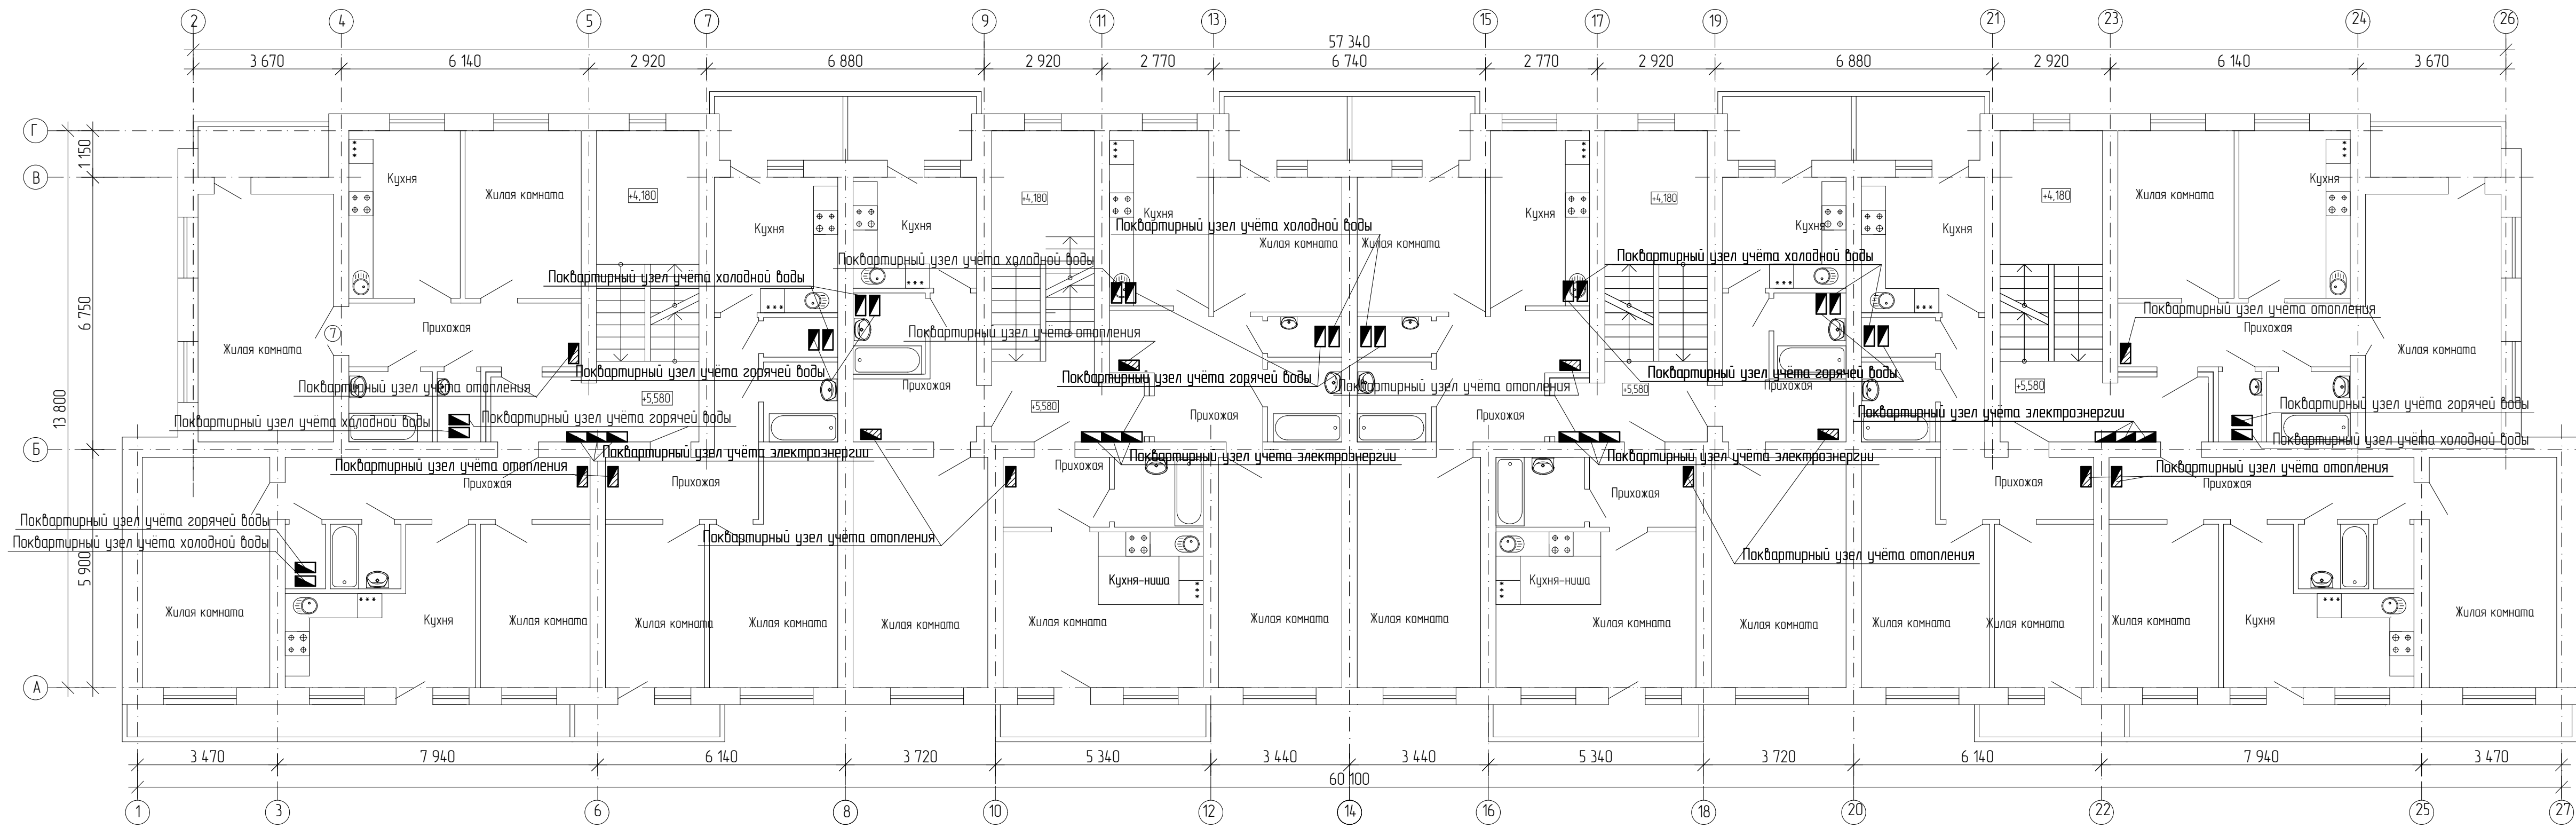 2 4 5 7 9 11 13 15 17 19 21 23 24 26
57 340
3 670 6 140 2 920 6 880 2 920 2 770 6 740 2 770 2 920 6 880 2 920 6 140 3 670
Г
1 150
В
Кухня Жилая комната +4,180 +4,180 +4,180 +4,180 Жилая комната Кухня
Кухня Кухня Кухня Кухня Кухня Кухня
Поквартирный узел учёта холодной воды
Жилая комната Жилая комната
Поквартирный узел учёта холодной воды
Поквартирный узел учёта холодной воды
Поквартирный узел учёта холодной воды
6 750
Поквартирный узел учёта отопления
Прихожая Прихожая
7
Поквартирный узел учёта отопления
Жилая комната Жилая комната
Поквартирный узел учёта горячей воды
Поквартирный узел учёта горячей воды
Поквартирный узел учёта горячей воды
Поквартирный узел учёта отопления
Поквартирный узел учёта отопления
Прихожая Прихожая
+5,580 +5,580 +5,580 +5,580
13 800
Прихожая Прихожая
Поквартирный узел учёта холодной воды
Поквартирный узел учёта горячей воды
Поквартирный узел учёта электроэнергии
Поквартирный узел учёта горячей воды
Поквартирный узел учёта холодной воды
Б
Поквартирный узел учёта электроэнергии
Поквартирный узел учёта электроэнергии
Поквартирный узел учёта электроэнергии
Поквартирный узел учёта отопления
Прихожая
Поквартирный узел учёта отопления
Прихожая Прихожая Прихожая Прихожая Прихожая
Поквартирный узел учёта горячей воды
Поквартирный узел учёта холодной воды
Поквартирный узел учёта отопления
Поквартирный узел учёта отопления
5 900
Кухня-ниша Кухня-ниша
Жилая комната Кухня Жилая комната Жилая комната Жилая комната Жилая комната Жилая комната Жилая комната Жилая комната Жилая комната Жилая комната Жилая комната Жилая комната Жилая комната Кухня Жилая комната
А
3 470 7 940 6 140 3 720 5 340 3 440 3 440 5 340 3 720 6 140 7 940 3 470
60 100
1 3 6 8 10 12 14 16 18 20 22 25 27